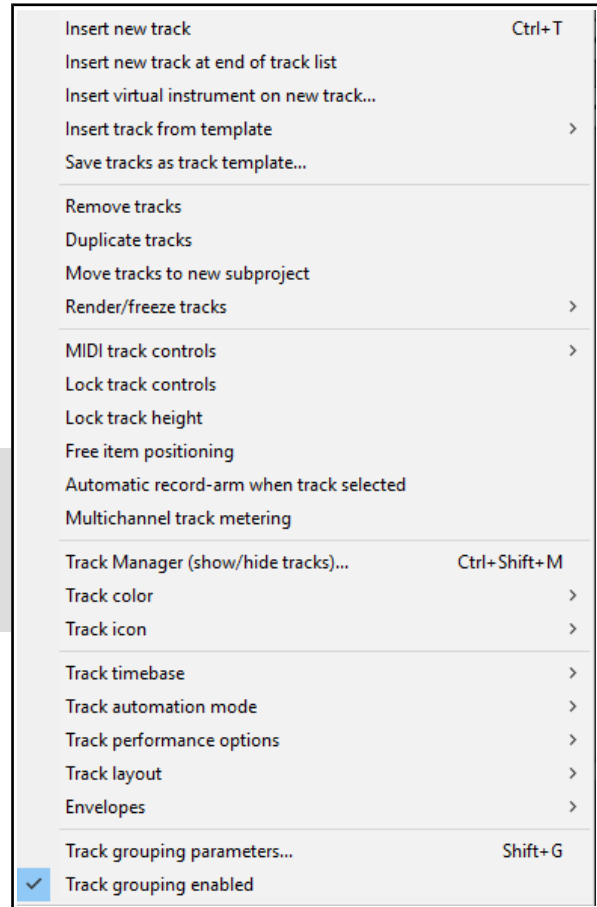 Insert new track Ctrl+T
Insert new track at end of track list
Insert virtual instrument on new track...
Insert track from template
Save tracks as track template...
Remove tracks
Duplicate tracks
Move tracks to new subproject
Render/freeze tracks
MIDI track controls
Lock track controls
Lock track height
Free item positioning
Automatic record-arm when track selected
Multichannel track metering
Track Manager (show/hide tracks)... Ctrl+Shift+M
Track color
Track icon
Track timebase
Track automation mode
Track performance options
Track layout
Envelopes
Track grouping parameters... Shift+G
Track grouping enabled